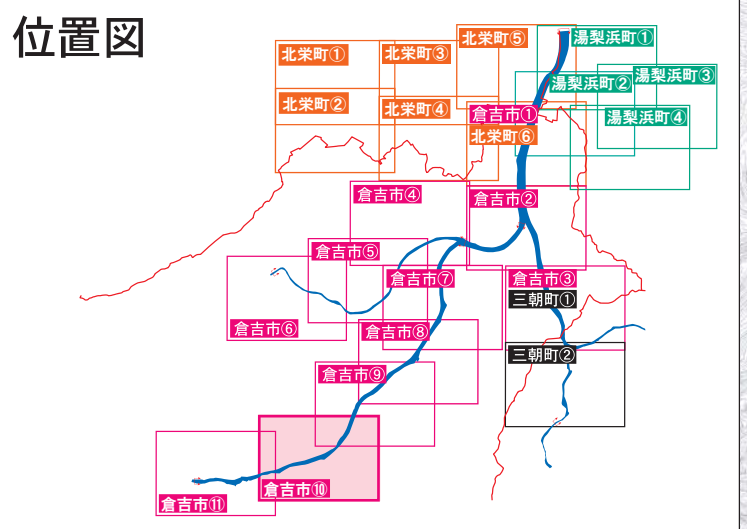 位置図
北栄町①
北栄町③
北栄町⑤
湯梨浜町①
湯梨浜町②
湯梨浜町③
北栄町②
北栄町④
倉吉市①
湯梨浜町④
北栄町⑥
倉吉市④
倉吉市②
倉吉市⑤
倉吉市⑦
倉吉市③
三朝町①
倉吉市⑥
倉吉市⑧
三朝町②
倉吉市⑨
倉吉市⑩
倉吉市⑪